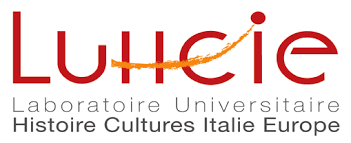 LUHCIE
Laboratoire Universitaire
Histoire Cultures Italie Europe